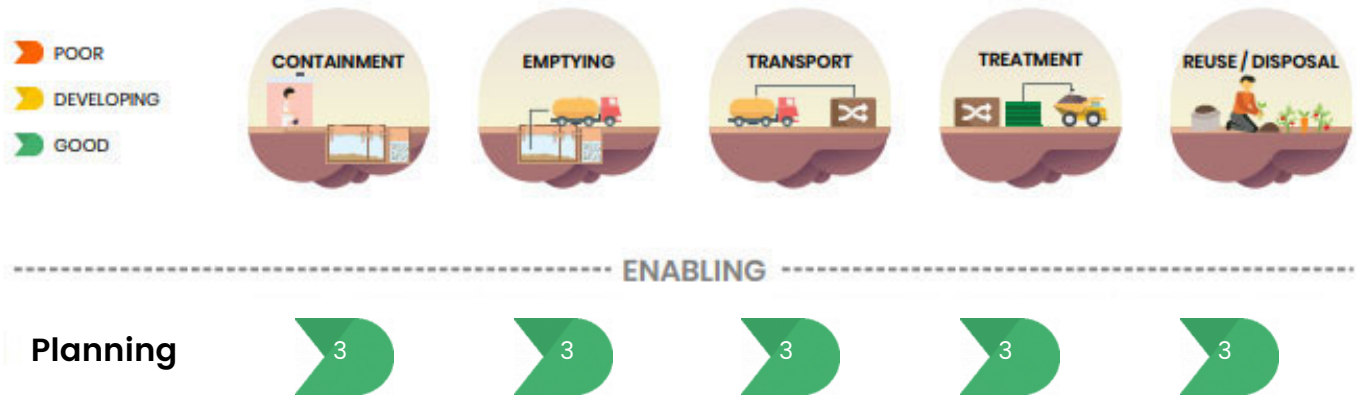 POOR
DEVELOPING
GOOD
CONTAINMENT
EMPTYING
TRANSPORT
TREATMENT
REUSE / DISPOSAL
ENABLING
Planning
3
3
3
3
3